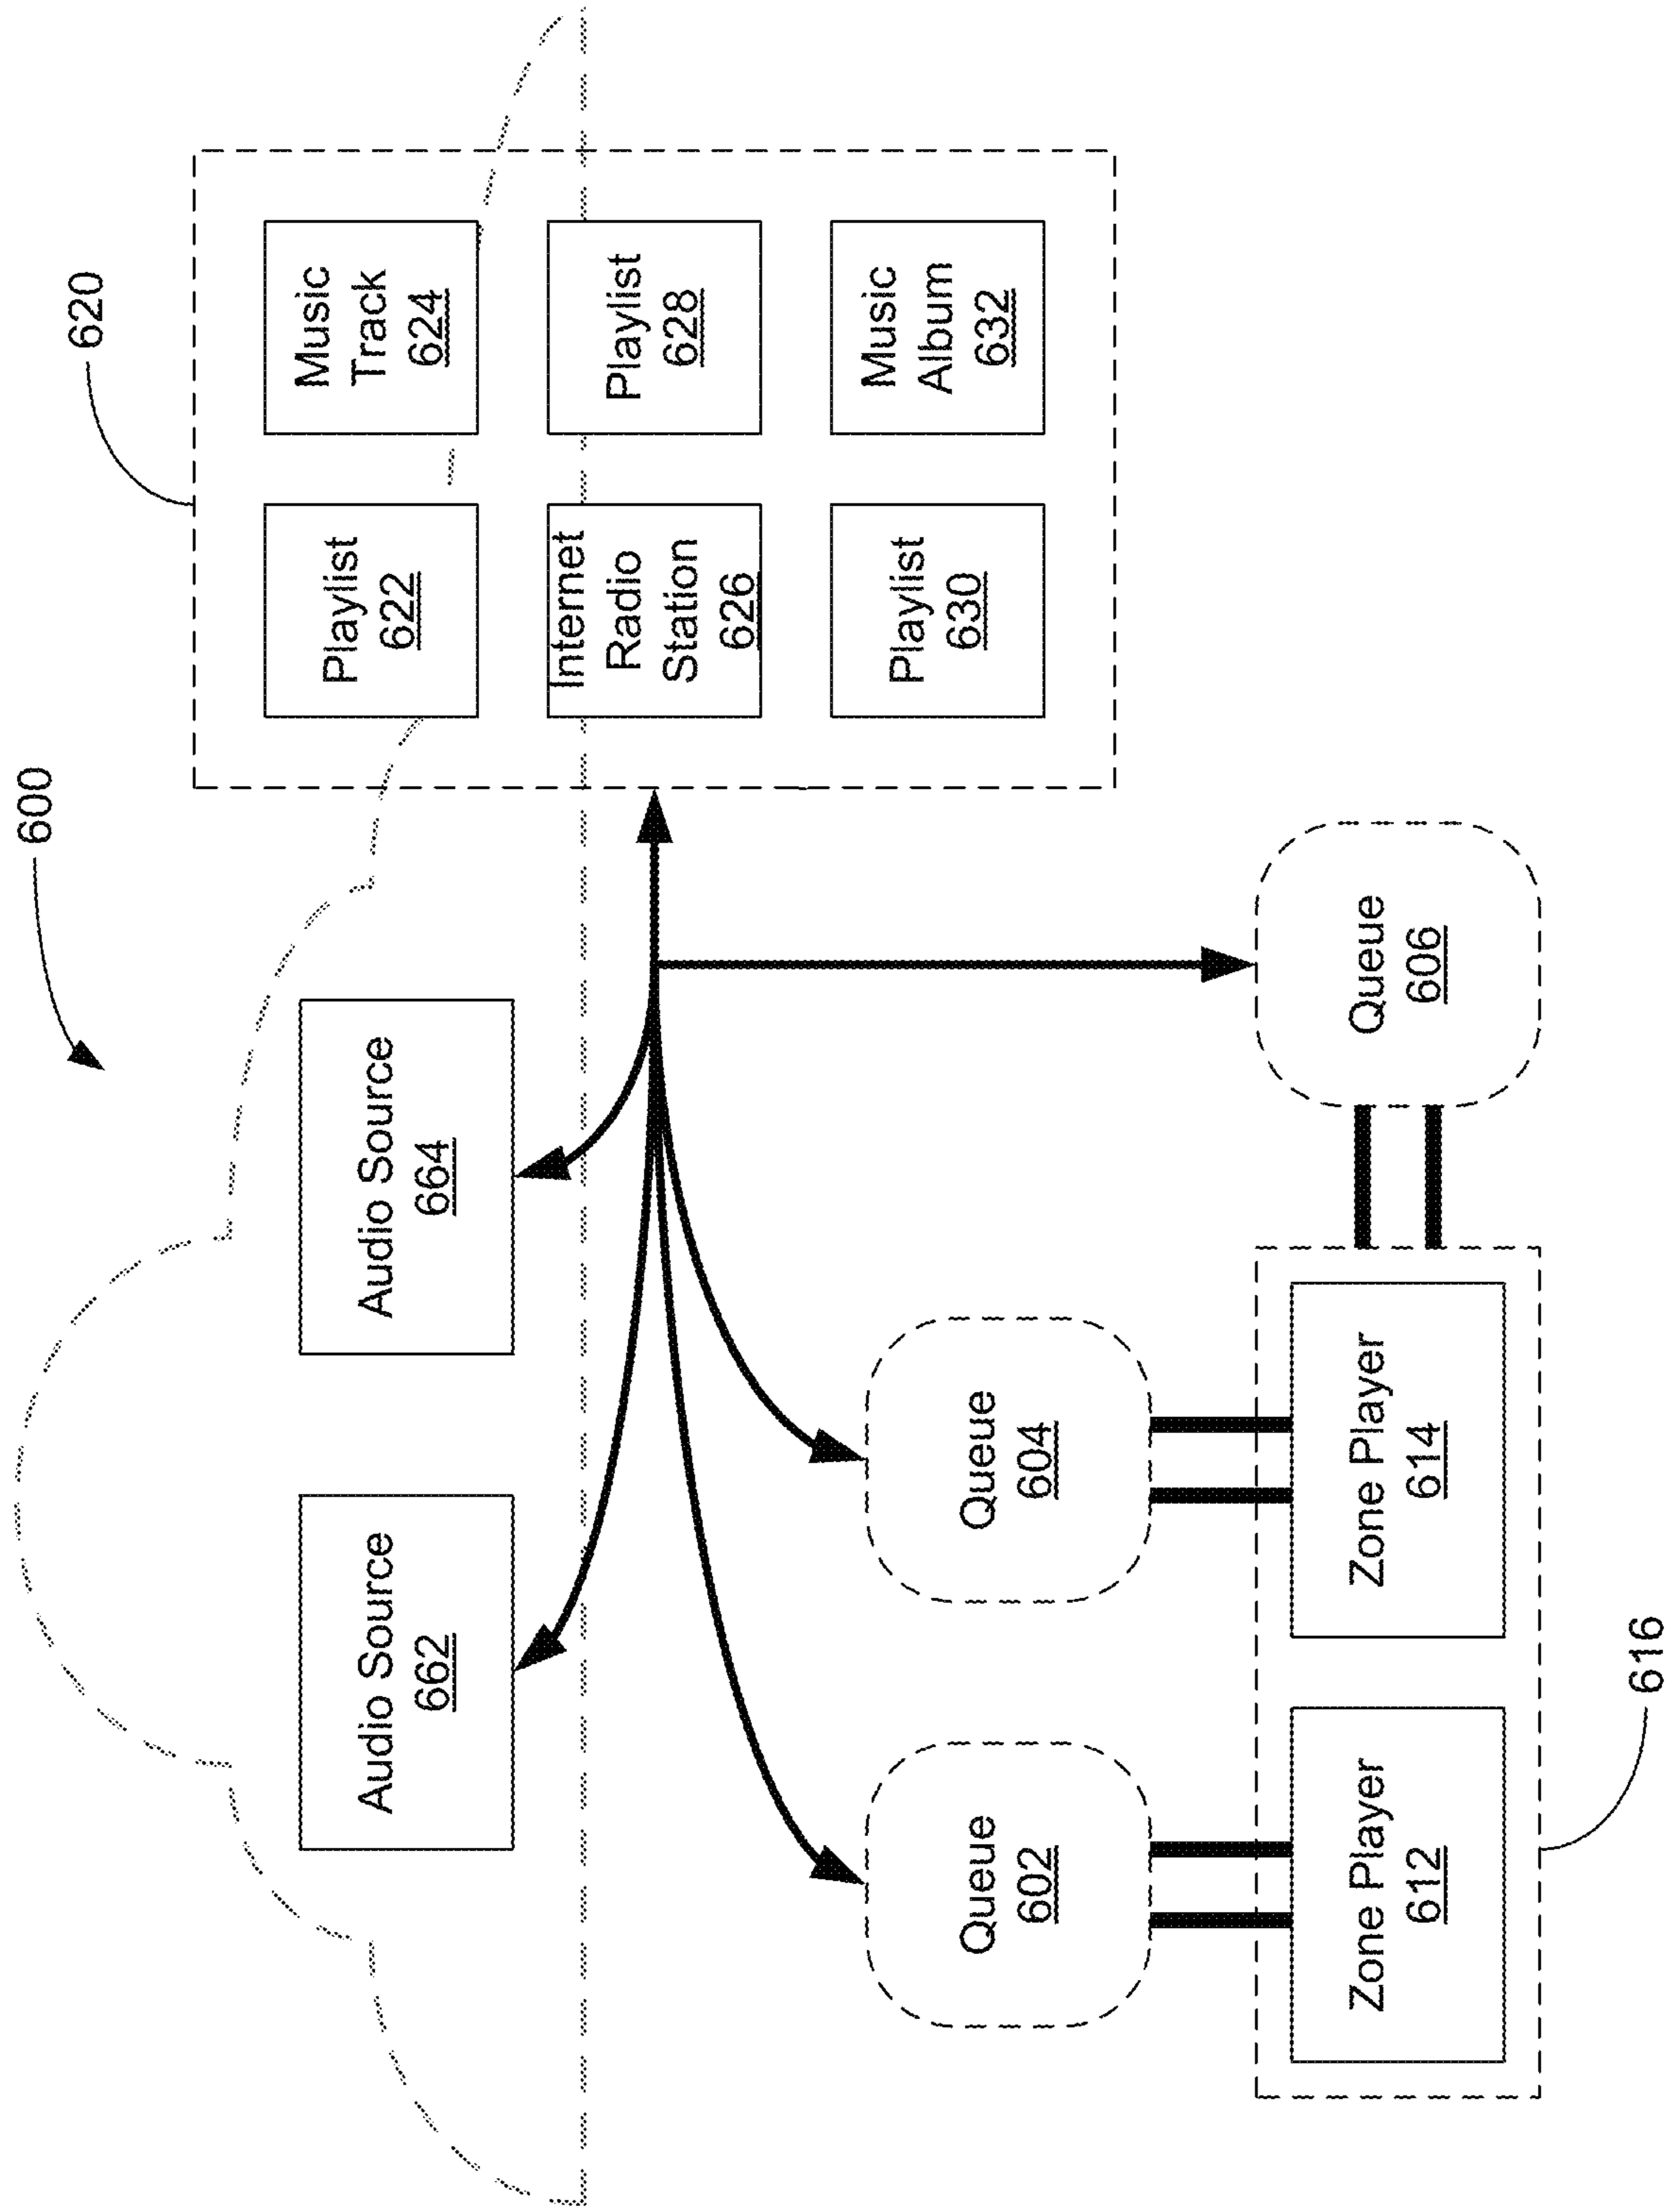 600
620
Audio Source
662
Audio Source
664
Playlist
622
Music
Track
624
Internet
Radio
Station
626
Playlist
628
Playlist
630
Music
Album
632
Queue
602
Queue
604
Queue
606
Zone Player
612
Zone Player
614
616